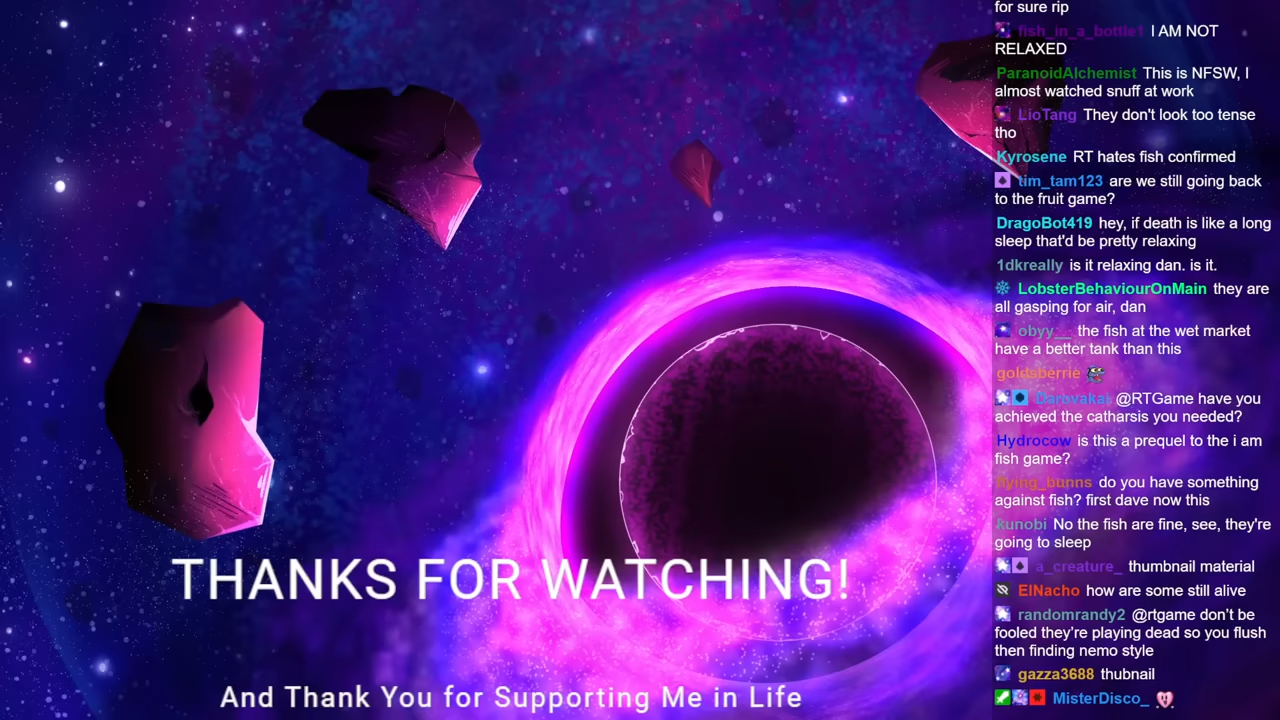 THANKS FOR WATCHING!
And Thank You for Supporting Me in Life
for sure rip
fish_in_a_bottle1 I AM NOT
RELAXED
ParanoidAlchemist This is NFSW, I
almost watched snuff at work
LioTang They don't look too tense
tho
Kyrosene RT hates fish confirmed
tim_tam123 are we still going back
to the fruit game?
DragoBot419 hey, if death is like a long
sleep that'd be pretty relaxing
1dkreally is it relaxing dan. is it.
LobsterBehaviourOnMain they are
all gasping for air, dan
obyy__ the fish at the wet market
have a better tank than this
goldsberrie
Darovakai @RTGame have you
achieved the catharsis you needed?
Hydrocow is this a prequel to the i am
fish game?
flying_bunns do you have something
against fish? first dave now this
kunobi No the fish are fine, see, they're
going to sleep
a_creature_ thumbnail material
ElNacho how are some still alive
randomrandy2 @rtgame don't be
fooled they're playing dead so you flush
then finding nemo style
gazza3688 thubnail
MisterDisco_